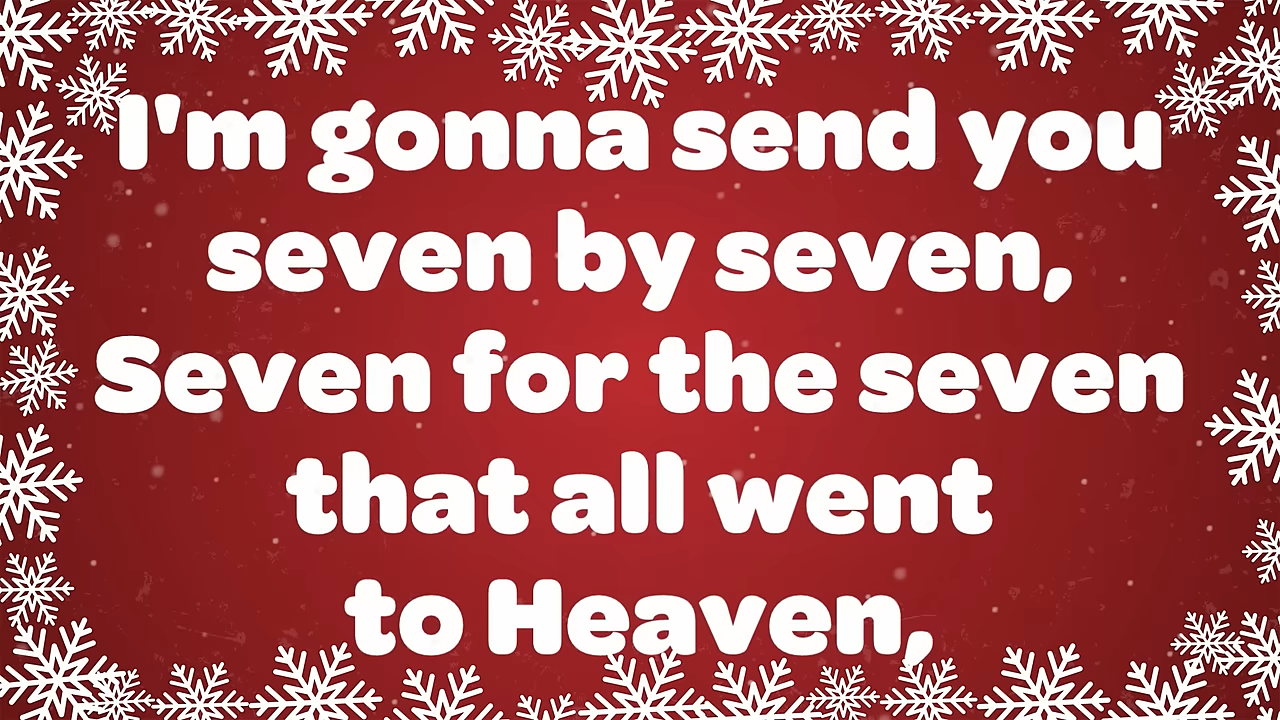 I'm gonna send you
seven by seven,
Seven for the seven
that all went
to Heaven,